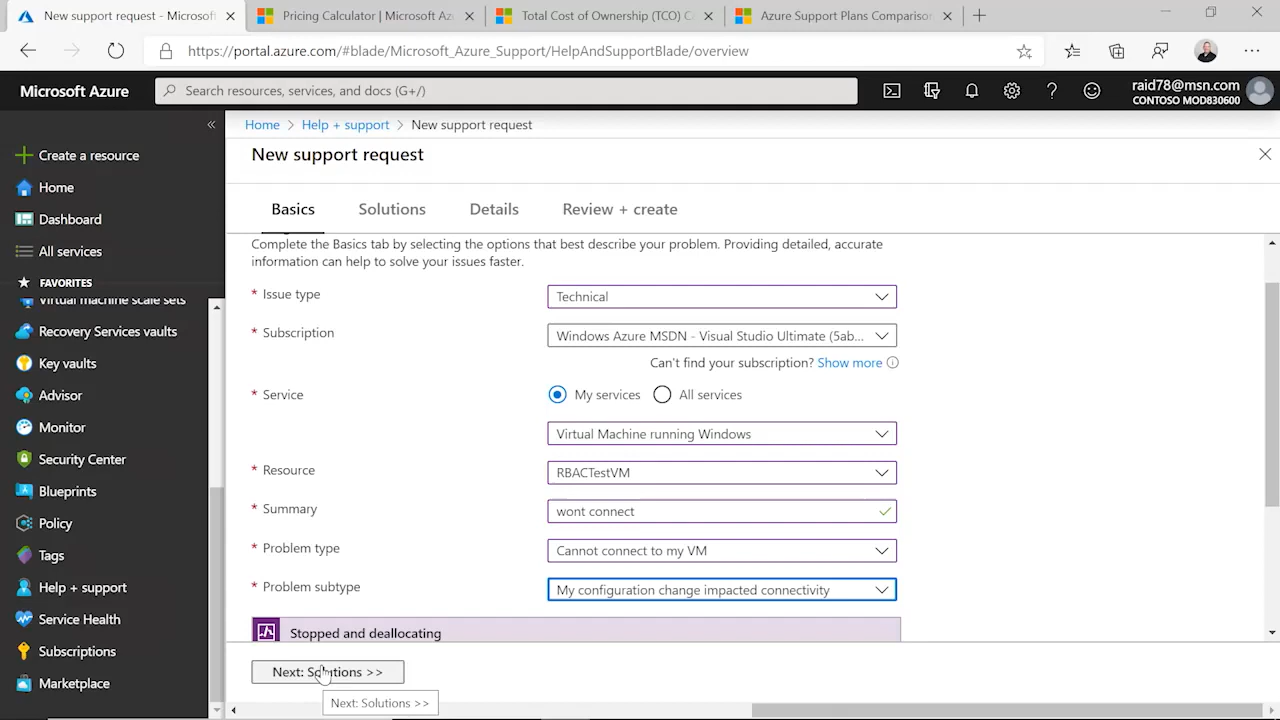 New support request - Microsoft
Pricing Calculator | Microsoft Az
Total Cost of Ownership (TCO) C
Azure Support Plans Comparison
https://portal.azure.com/#blade/Microsoft_Azure_Support/HelpAndSupportBlade/overview
Microsoft Azure
Search resources, services, and docs (G+/)
raid78@msn.com
CONTOSO MOD830600
Home > Help + support > New support request
New support request
Create a resource
Home
Dashboard
All services
FAVORITES
Virtual machine scale sets
Recovery Services vaults
Key vaults
Advisor
Monitor
Security Center
Blueprints
Policy
Tags
Help + support
Service Health
Subscriptions
Marketplace
Basics
Solutions
Details
Review + create
Complete the Basics tab by selecting the options that best describe your problem. Providing detailed, accurate
information can help to solve your issues faster.
* Issue type
Technical
* Subscription
Windows Azure MSDN - Visual Studio Ultimate (5ab...
Can't find your subscription? Show more
* Service
My services
All services
Virtual Machine running Windows
* Resource
RBACTestVM
* Summary
wont connect
* Problem type
Cannot connect to my VM
* Problem subtype
My configuration change impacted connectivity
Stopped and deallocating
Next: Solutions >>
Next: Solutions >>